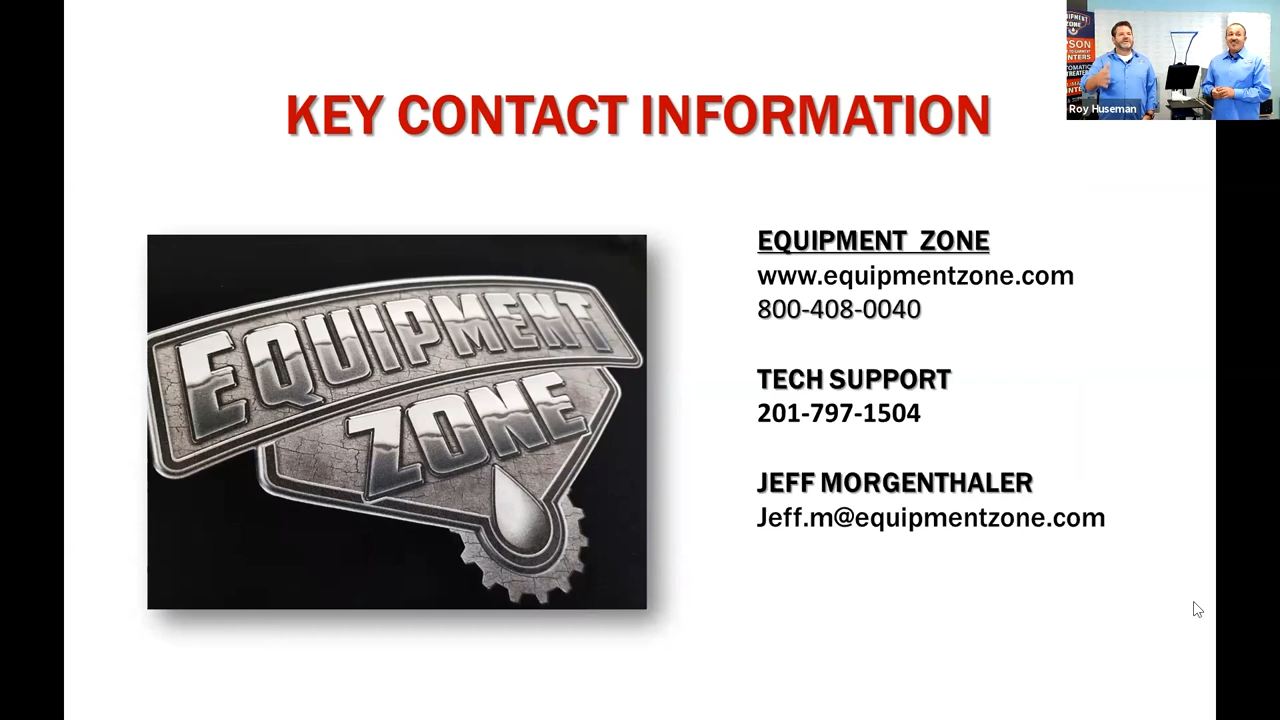 KEY CONTACT INFORMATION
EQUIPMENT
ZONE
EQUIPMENT ZONE
www.equipmentzone.com
800-408-0040
TECH SUPPORT
201-797-1504
JEFF MORGENTHALER
Jeff.m@equipmentzone.com
ZONE
Roy Huseman